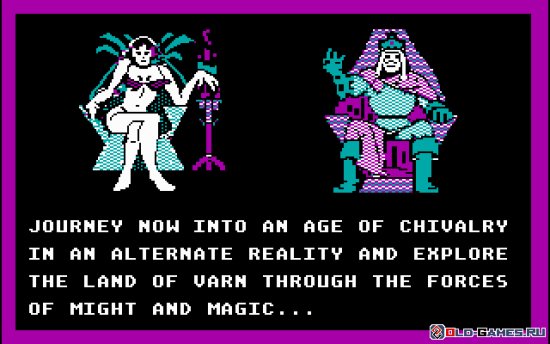 JOURNEY NOW INTO AN AGE OF CHIVALRY
IN AN ALTERNATE REALITY AND EXPLORE
THE LAND OF VARN THROUGH THE FORCES
OF MIGHT AND MAGIC...
OLD-GAMES.RU